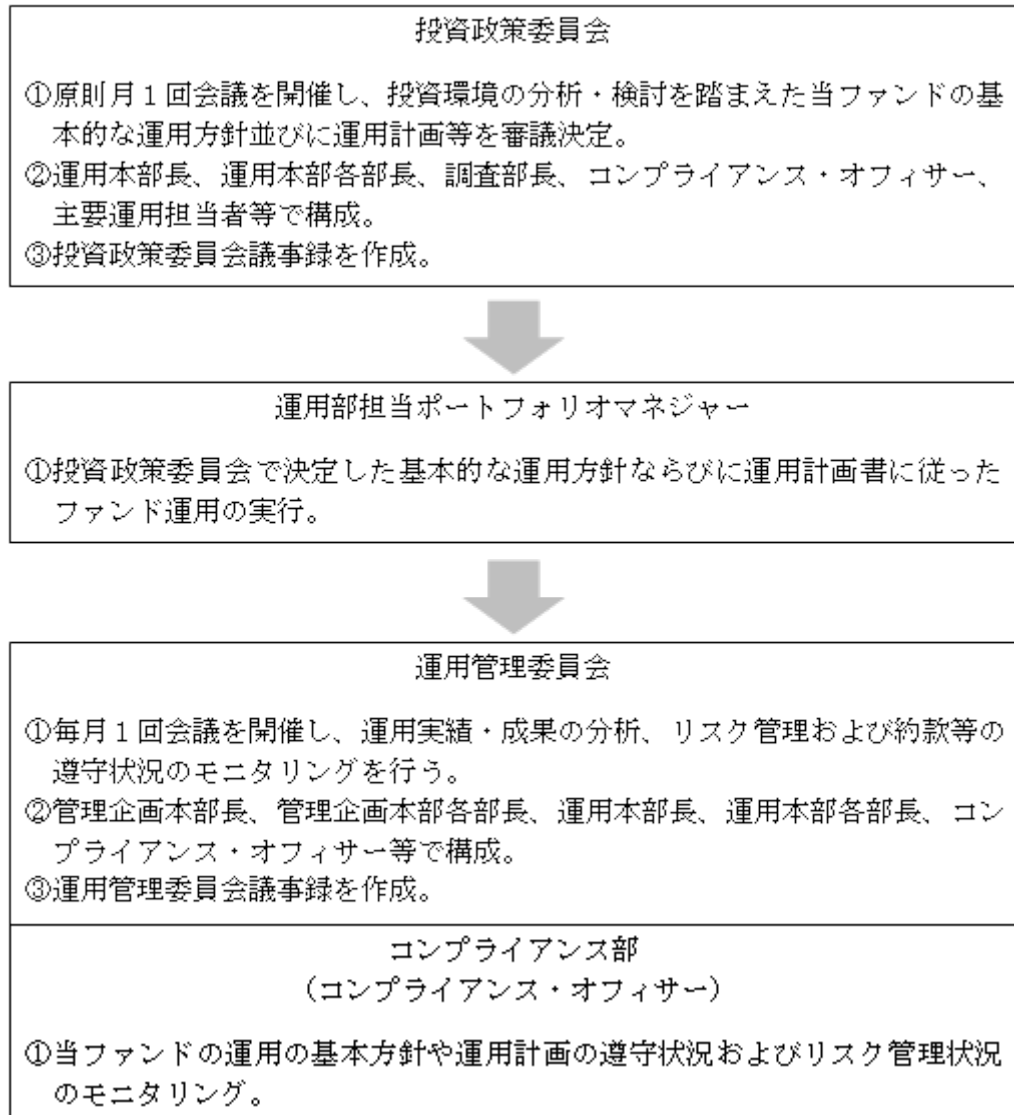 投資政策委員会
①原則月1回会議を開催し、投資環境の分析・検討を踏まえた当ファンドの基
本的な運用方針並びに運用計画等を審議決定。
②運用本部長、運用本部各部長、調査部長、コンプライアンス・オフィサー、
主要運用担当者等で構成。
③投資政策委員会議事録を作成。
運用部担当ポートフォリオマネジャー
①投資政策委員会で決定した基本的な運用方針ならびに運用計画書に従った
ファンド運用の実行。
運用管理委員会
①毎月1回会議を開催し、運用実績・成果の分析、リスク管理および約款等の
遵守状況のモニタリングを行う。
②管理企画本部長、管理企画本部各部長、運用本部長、運用本部各部長、コン
プライアンス・オフィサー等で構成。
③運用管理委員会議事録を作成。
コンプライアンス部
（コンプライアンス・オフィサー）
①当ファンドの運用の基本方針や運用計画の遵守状況およびリスク管理状況
のモニタリング。